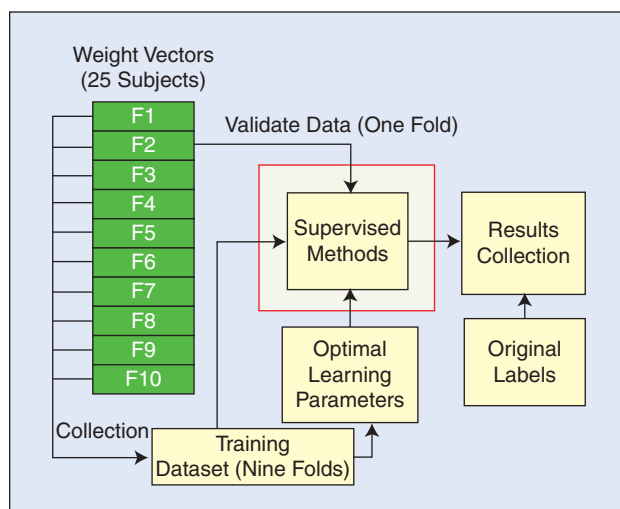 Weight Vectors
(25 Subjects)
F1
F2
F3
F4
F5
F6
F7
F8
F9
F10
Validate Data (One Fold)
Supervised
Methods
Results
Collection
Optimal
Learning
Parameters
Original
Labels
Collection
Training
Dataset (Nine Folds)